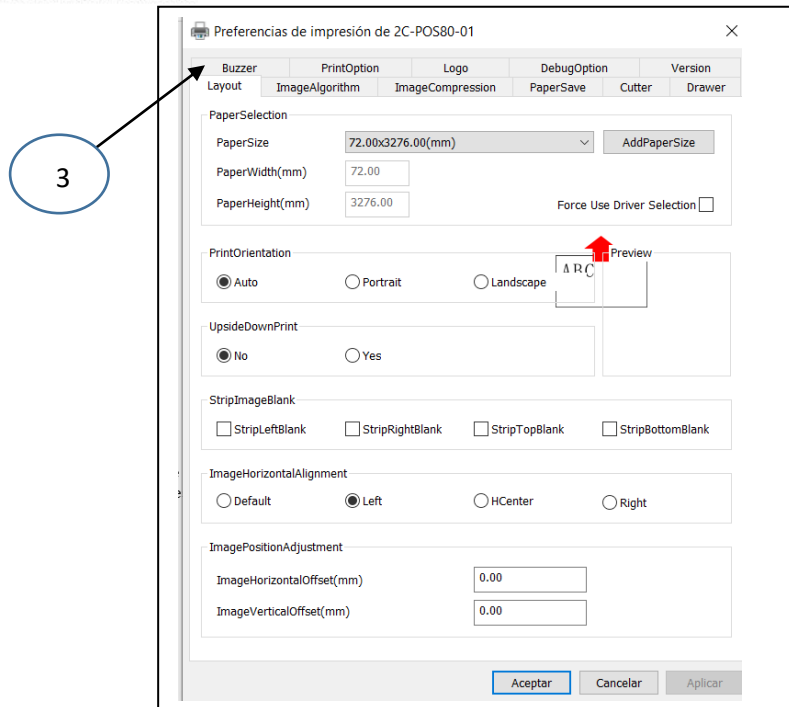 Preferencias de impresión de 2C-POS80-01
Buzzer PrintOption Logo DebugOption Version
Layout ImageAlgorithm ImageCompression PaperSave Cutter Drawer
3
PaperSelection
PaperSize 72.00x3276.00(mm) AddPaperSize
PaperWidth(mm) 72.00
PaperHeight(mm) 3276.00 Force Use Driver Selection
PrintOrientation Preview
Auto Portrait Landscape ABC
UpsideDownPrint
No Yes
StripImageBlank
StripLeftBlank StripRightBlank StripTopBlank StripBottomBlank
ImageHorizontalAlignment
Default Left HCenter Right
ImagePositionAdjustment
ImageHorizontalOffset(mm) 0.00
ImageVerticalOffset(mm) 0.00
Aceptar Cancelar Aplicar